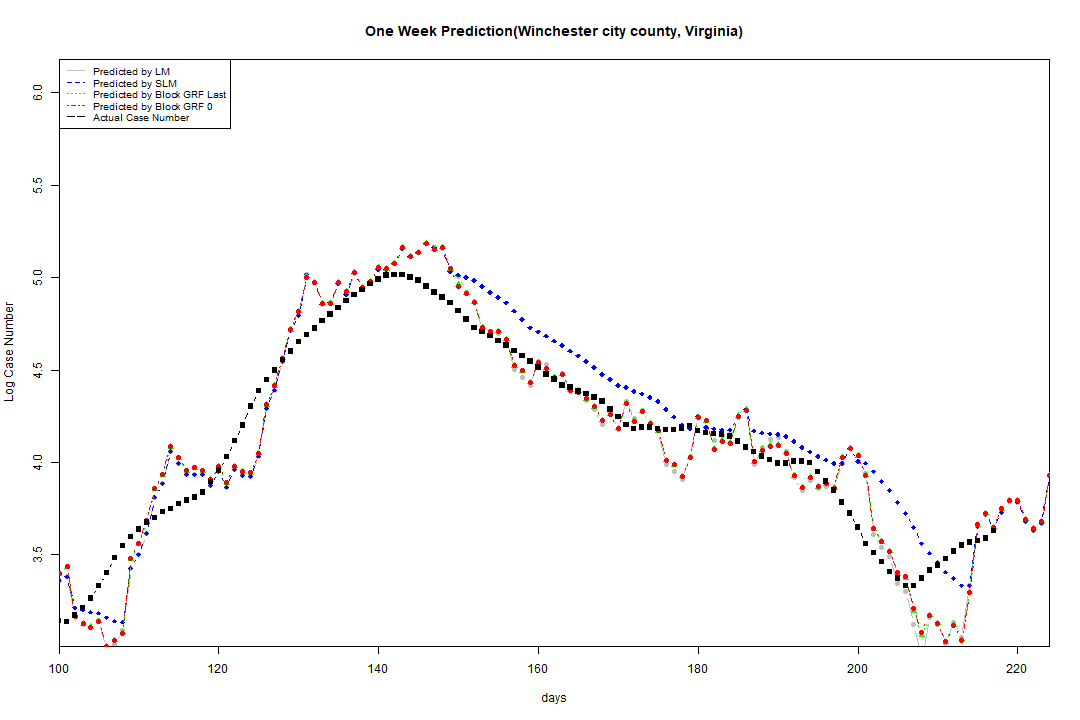 One Week Prediction(Winchester city county, Virginia)
Predicted by LM
Predicted by SLM
Predicted by Block GRF Last
Predicted by Block GRF 0
Actual Case Number
6.0
5.5
5.0
4.5
4.0
3.5
Log Case Number
100 120 140 160 180 200 220
days